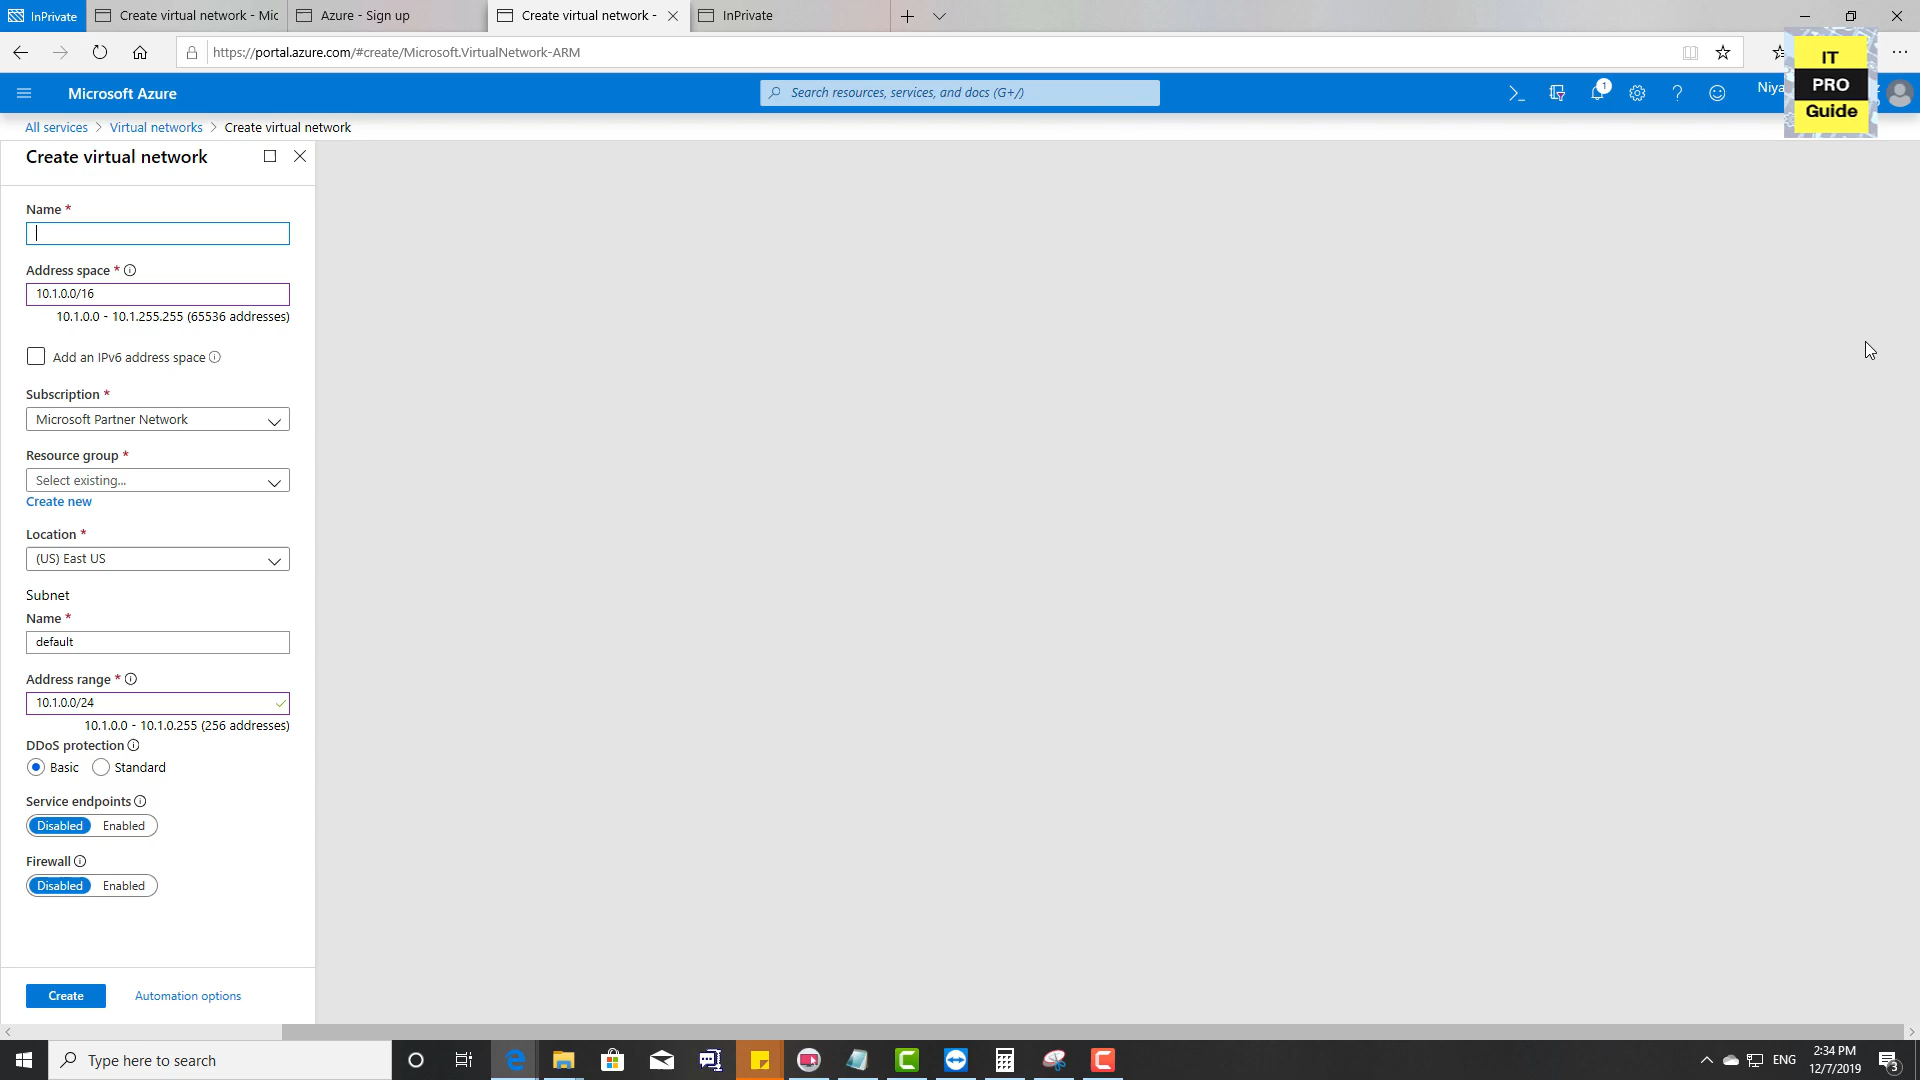 InPrivate
Create virtual network - Mic
Azure - Sign up
Create virtual network -
InPrivate
https://portal.azure.com/#create/Microsoft.VirtualNetwork-ARM
IT
PRO
Guide
Microsoft Azure
Search resources, services, and docs (G+/)
1
Niya
All services > Virtual networks > Create virtual network
Create virtual network
Name *
Address space *
10.1.0.0/16
10.1.0.0 - 10.1.255.255 (65536 addresses)
Add an IPv6 address space
Subscription *
Microsoft Partner Network
Resource group *
Select existing...
Create new
Location *
(US) East US
Subnet
Name *
default
Address range *
10.1.0.0/24
10.1.0.0 - 10.1.0.255 (256 addresses)
DDoS protection
Basic Standard
Service endpoints
Disabled Enabled
Firewall
Disabled Enabled
Create Automation options
Type here to search
ENG
2:34 PM
12/7/2019
3